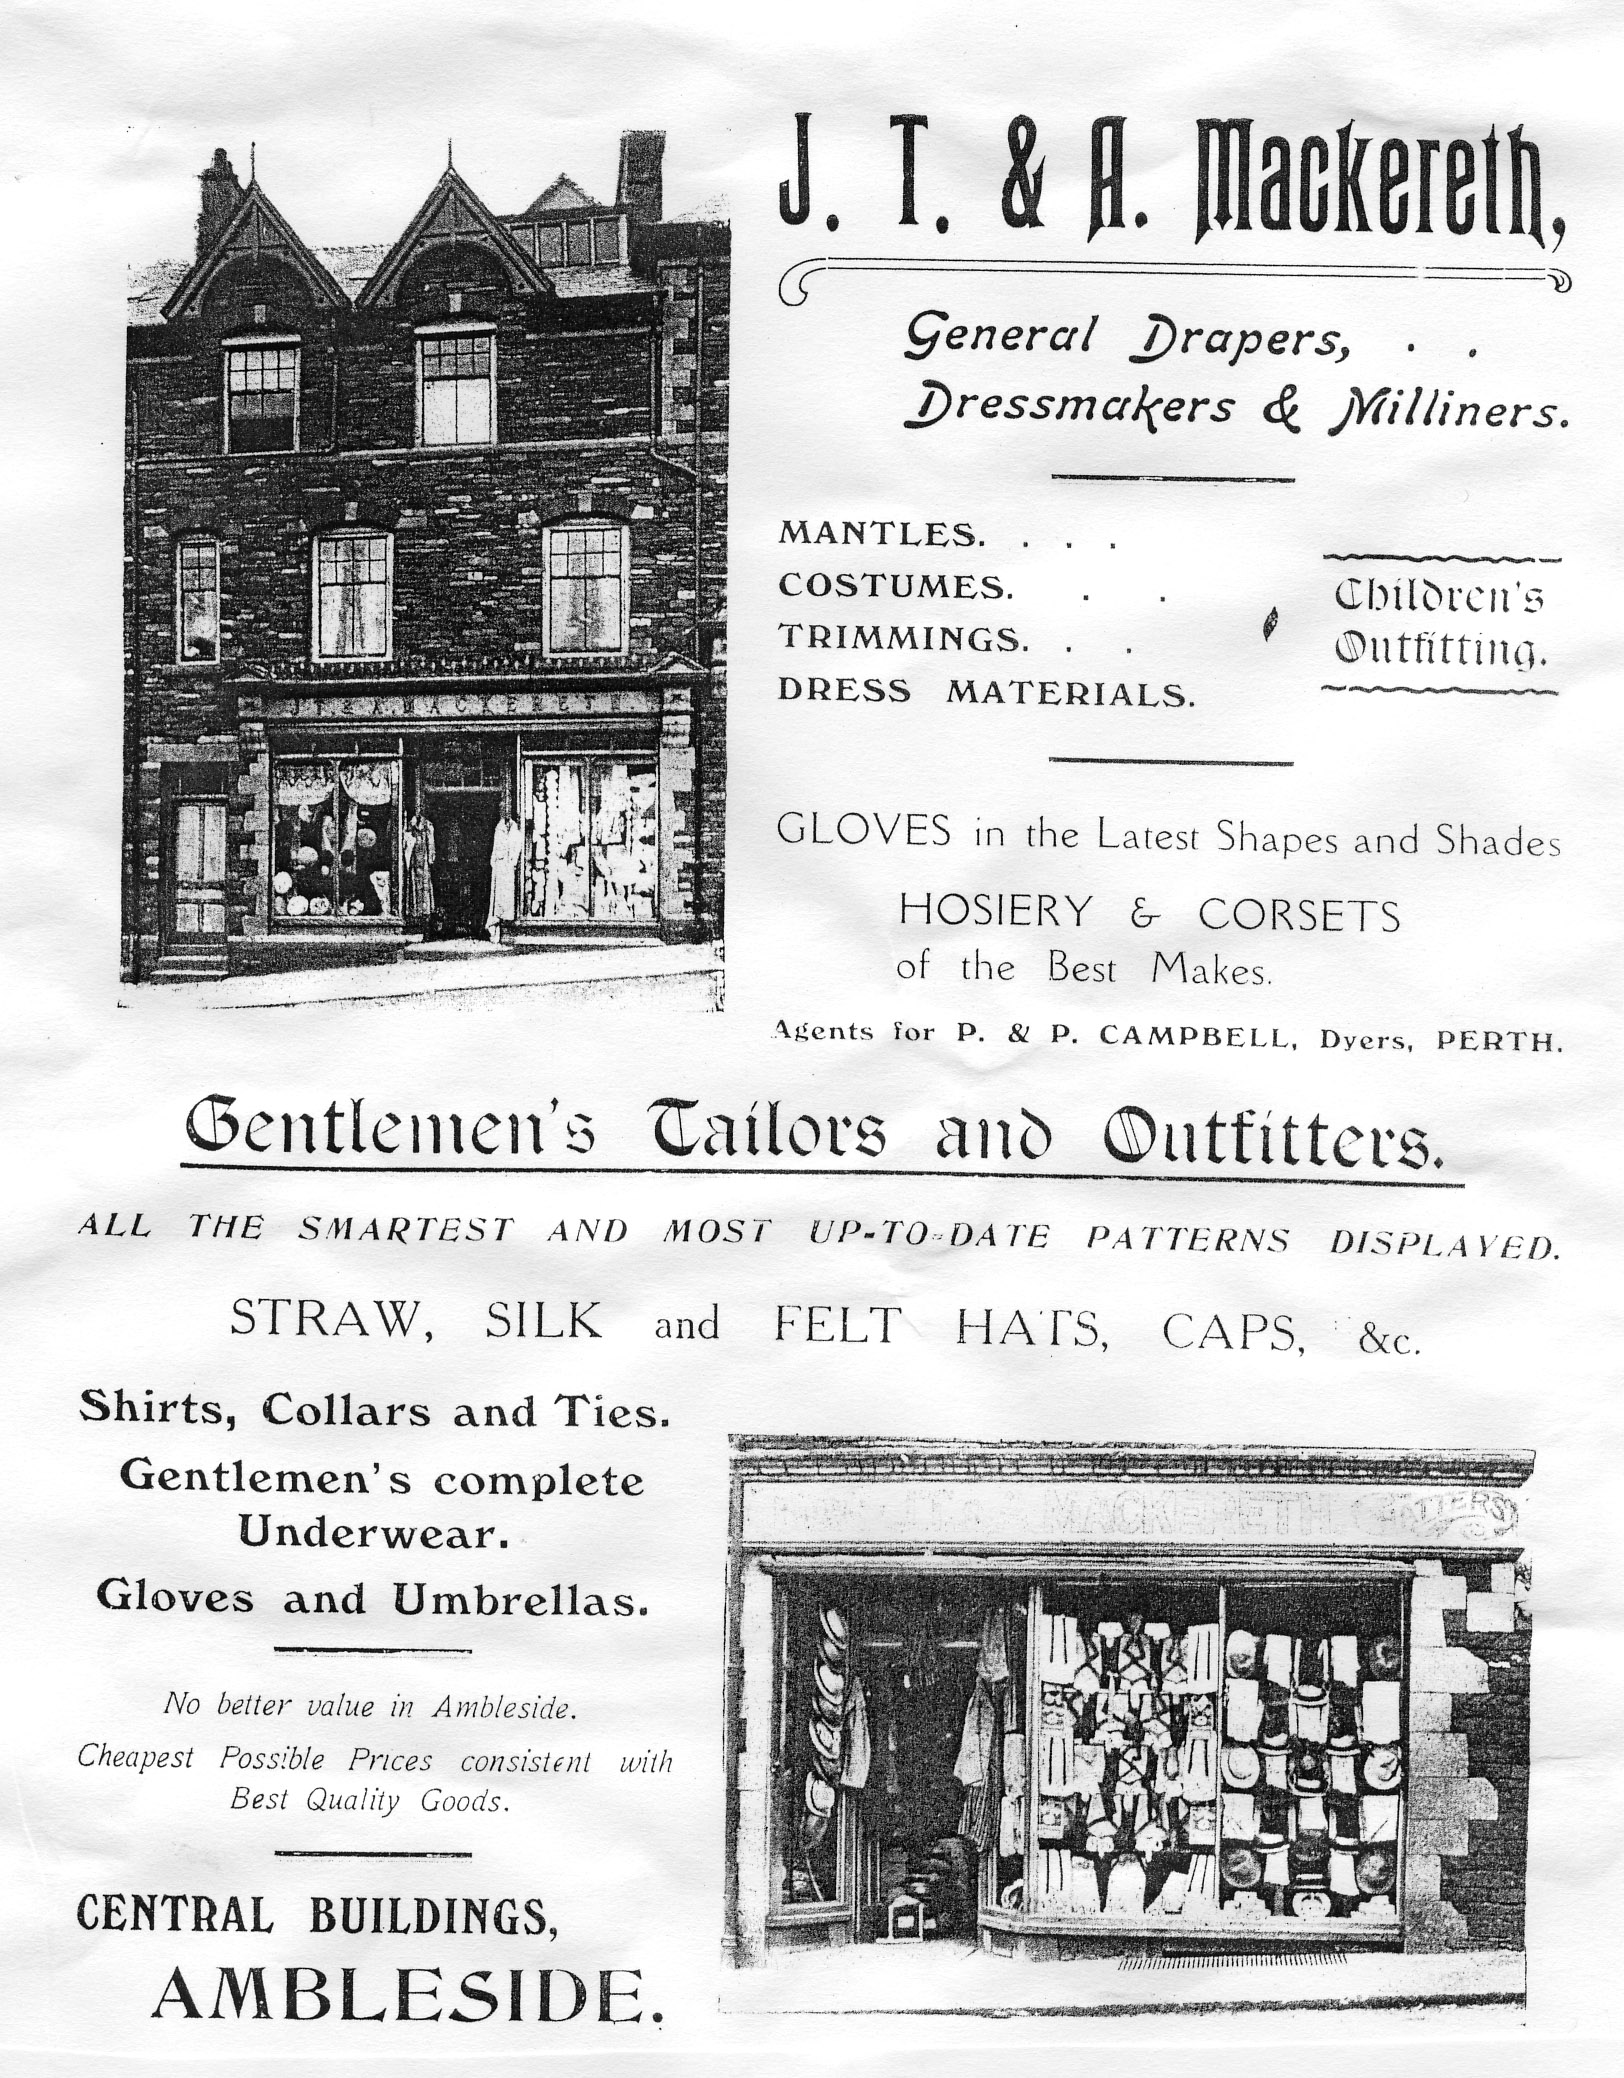 J. T. & A. Mackereth,
General Drapers, . .
Dressmakers & Milliners.
MANTLES. . . .
COSTUMES. . .
TRIMMINGS. . .
DRESS MATERIALS.
Children's
Outfitting.
GLOVES in the Latest Shapes and Shades
HOSIERY & CORSETS
of the Best Makes.
Agents for P. & P. CAMPBELL, Dyers, PERTH.
J T & A MACKERETH
Gentlemen's Tailors and Outfitters.
ALL THE SMARTEST AND MOST UP-TO-DATE PATTERNS DISPLAYED.
STRAW, SILK and FELT HATS, CAPS, &c.
Shirts, Collars and Ties.
Gentlemen's complete
Underwear.
Gloves and Umbrellas.
No better value in Ambleside.
Cheapest Possible Prices consistent with
Best Quality Goods.
CENTRAL BUILDINGS,
AMBLESIDE.
MACKERETH